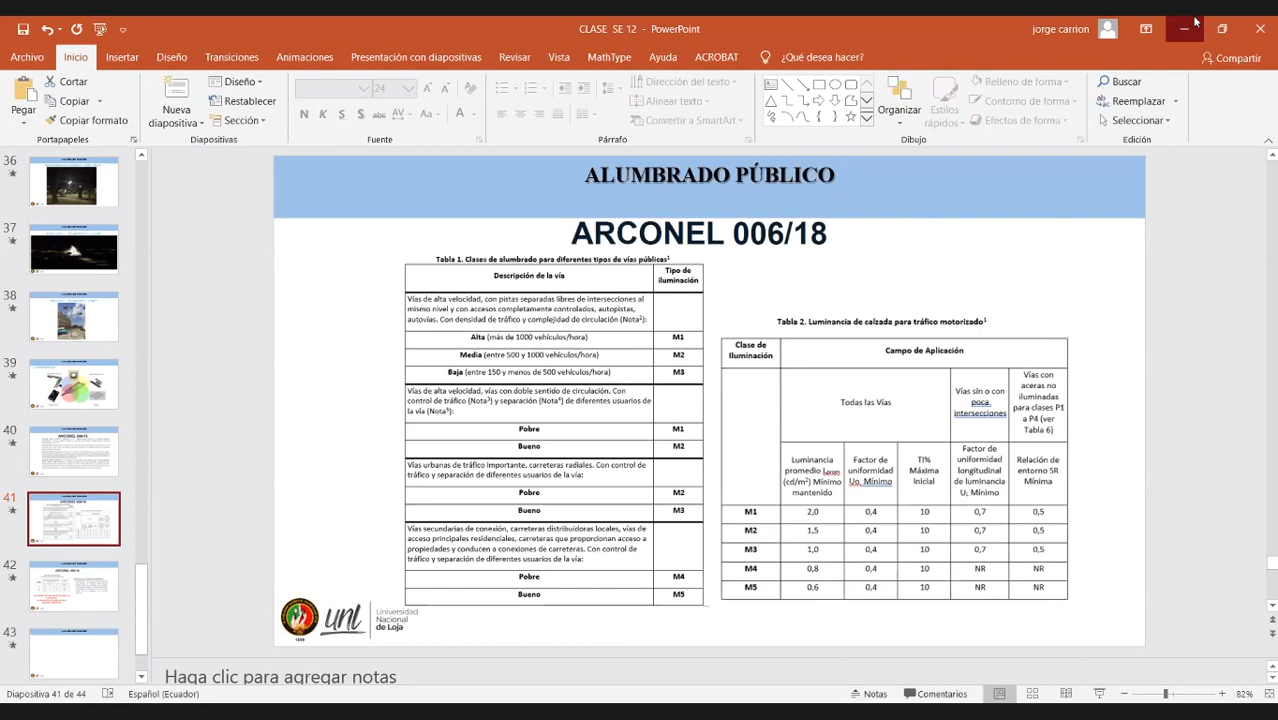 CLASE SE 12 - PowerPoint
jorge carrion
Archivo
Inicio
Insertar
Diseño
Transiciones
Animaciones
Presentación con diapositivas
Revisar
Vista
MathType
Ayuda
ACROBAT
¿Qué desea hacer?
Compartir
Pegar
Cortar
Copiar
Copiar formato
Portapapeles
Nueva
diapositiva
Diseño
Restablecer
Sección
Diapositivas
24
N K S S abc AV Aa A
Fuente
Dirección del texto
Alinear texto
Convertir a SmartArt
Párrafo
Organizar
Estilos
rápidos
Relleno de forma
Contorno de forma
Efectos de forma
Dibujo
Buscar
Reemplazar
Seleccionar
Edición
36
37
38
39
40
41
42
43
ALUMBRADO PÚBLICO
ARCONEL 006/18
Tabla 1. Clases de alumbrado para diferentes tipos de vías públicas¹
Descripción de la vía
Tipo de
iluminación
Vías de alta velocidad, con pistas separadas libres de intersecciones al
mismo nivel y con accesos completamente controlados, autopistas,
autovías. Con densidad de tráfico y complejidad de circulación (Nota²):
Alta (más de 1000 vehículos/hora) M1
Media (entre 500 y 1000 vehículos/hora) M2
Baja (entre 150 y menos de 500 vehículos/hora) M3
Vías de alta velocidad, vías con doble sentido de circulación. Con
control de tráfico (Nota³) y separación (Nota⁴) de diferentes usuarios de
la vía (Nota⁵):
Pobre M1
Bueno M2
Vías urbanas de tráfico importante, carreteras radiales. Con control de
tráfico y separación de diferentes usuarios de la vía:
Pobre M2
Bueno M3
Vías secundarias de conexión, carreteras distribuidoras locales, vías de
acceso principales residenciales, carreteras que proporcionan acceso a
propiedades y conducen a conexiones de carreteras. Con control de
tráfico y separación de diferentes usuarios de la vía:
Pobre M4
Bueno M5
Tabla 2. Luminancia de calzada para tráfico motorizado¹
Clase de
Iluminación
Campo de Aplicación
Todas las Vías
Vías sin o con
poca
intersecciones
Vías con
aceras no
iluminadas
para clases P1
a P4 (ver
Tabla 6)
Luminancia
promedio
(cd/m²) Mínimo
mantenido
Factor de
uniformidad
Uo Mínimo
TI%
Máxima
Inicial
Factor de
uniformidad
longitudinal
de luminancia
UL Mínimo
Relación de
entorno SR
Mínima
M1 2,0 0,4 10 0,7 0,5
M2 1,5 0,4 10 0,7 0,5
M3 1,0 0,4 10 0,7 0,5
M4 0,8 0,4 10 NR NR
M5 0,6 0,4 10 NR NR
unl
Universidad
Nacional
de Loja
1859
Haga clic para agregar notas
Diapositiva 41 de 44
Español (Ecuador)
Notas
Comentarios
82%